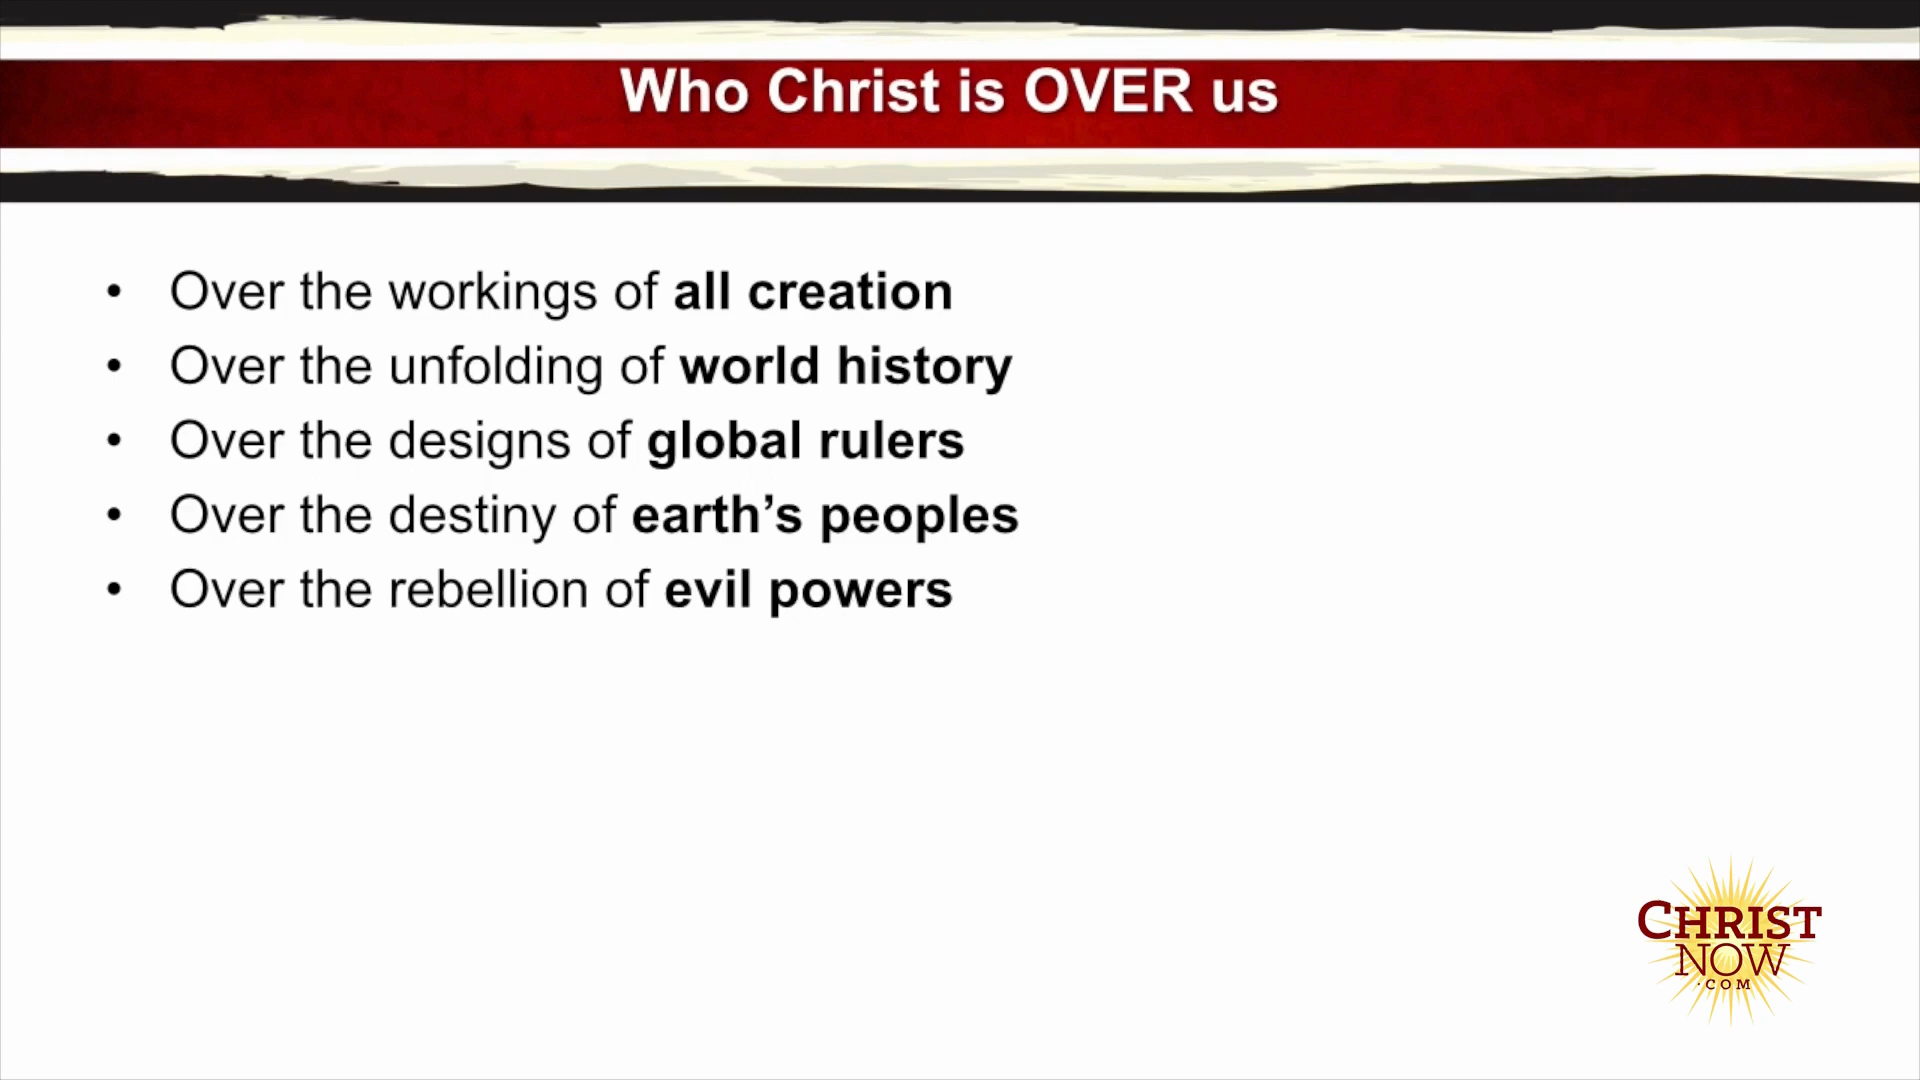 Who Christ is OVER us
• Over the workings of all creation
• Over the unfolding of world history
• Over the designs of global rulers
• Over the destiny of earth’s peoples
• Over the rebellion of evil powers
CHRIST
NOW
.COM